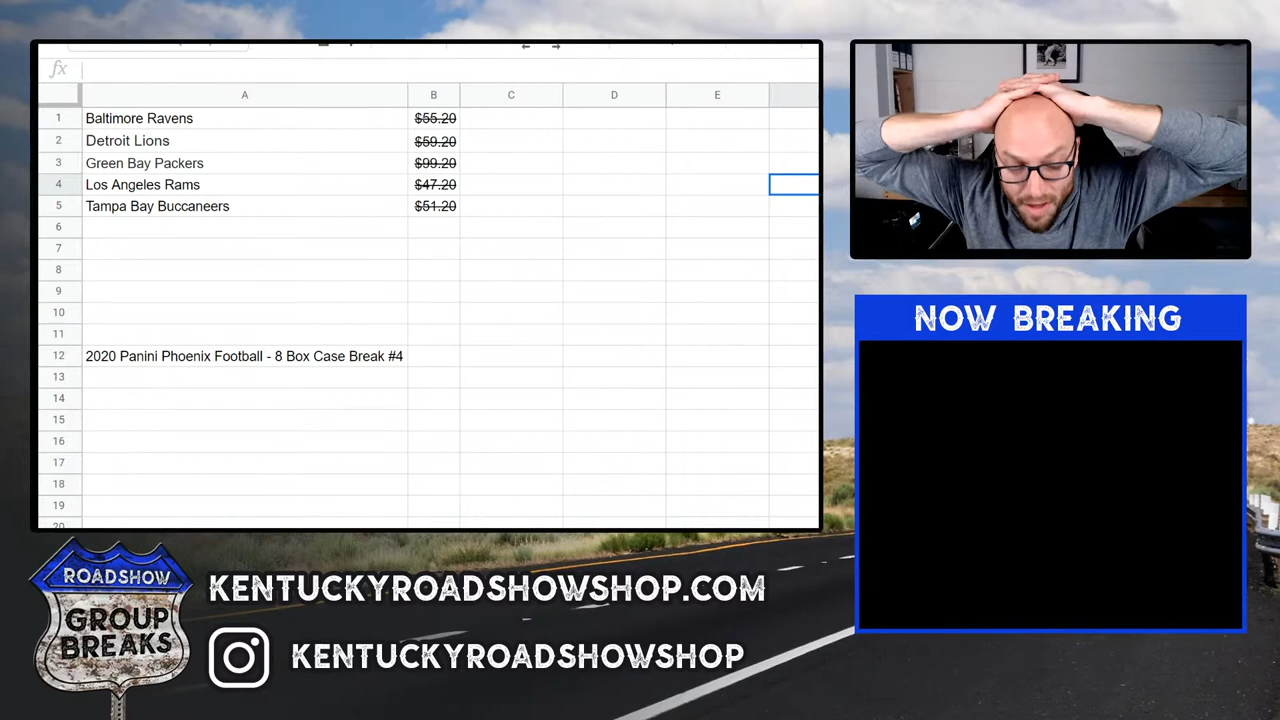 fx
A B C D E
1 Baltimore Ravens $55.20
2 Detroit Lions $59.20
3 Green Bay Packers $99.20
4 Los Angeles Rams $47.20
5 Tampa Bay Buccaneers $51.20
6
7
8
9
10
11
12 2020 Panini Phoenix Football - 8 Box Case Break #4
13
14
15
16
17
18
19
20
NOW BREAKING
ROADSHOW
GROUP
BREAKS
KENTUCKYROADSHOWSHOP.COM
KENTUCKYROADSHOWSHOP